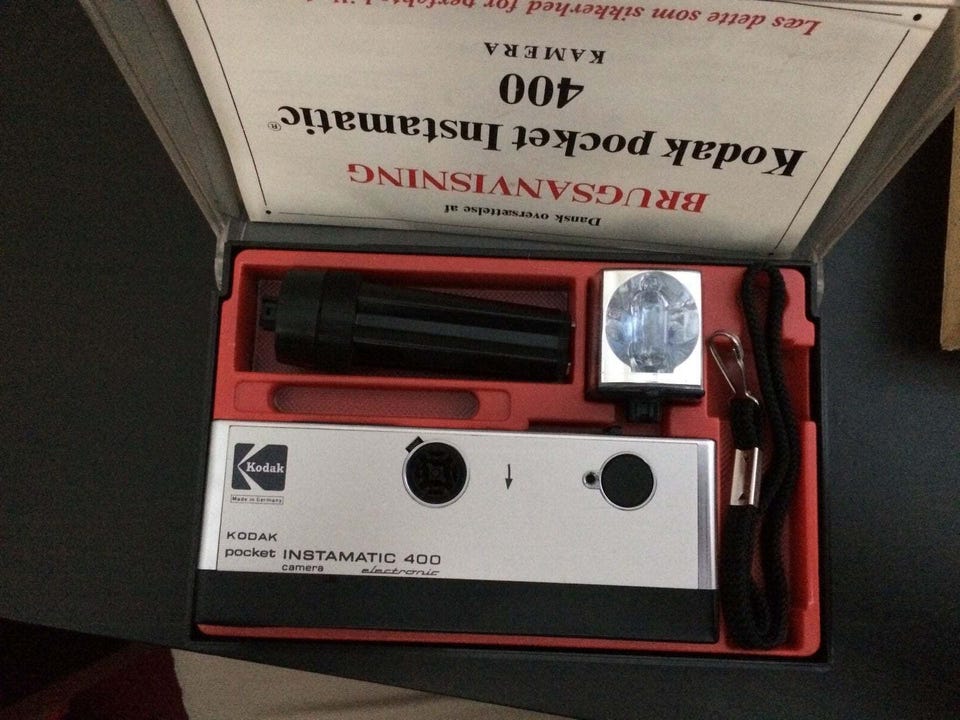 Dansk oversættelse af
BRUGSANVISNING
Kodak pocket Instamatic®
400
KAMERA
Læs dette som sikkerhed for perfekte
Kodak
Made in Germany
KODAK
pocket INSTAMATIC 400
camera electronic